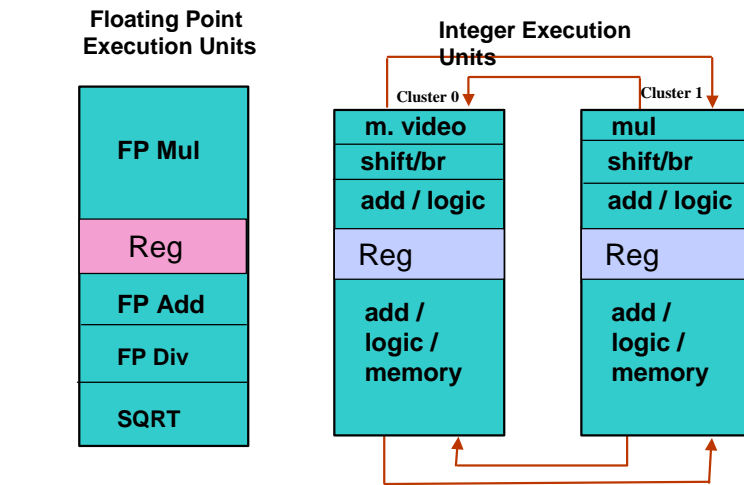 Floating Point
Execution Units
FP Mul
Reg
FP Add
FP Div
SQRT
Integer Execution
Units
Cluster 0
m. video
shift/br
add / logic
Reg
add /
logic /
memory
Cluster 1
mul
shift/br
add / logic
Reg
add /
logic /
memory